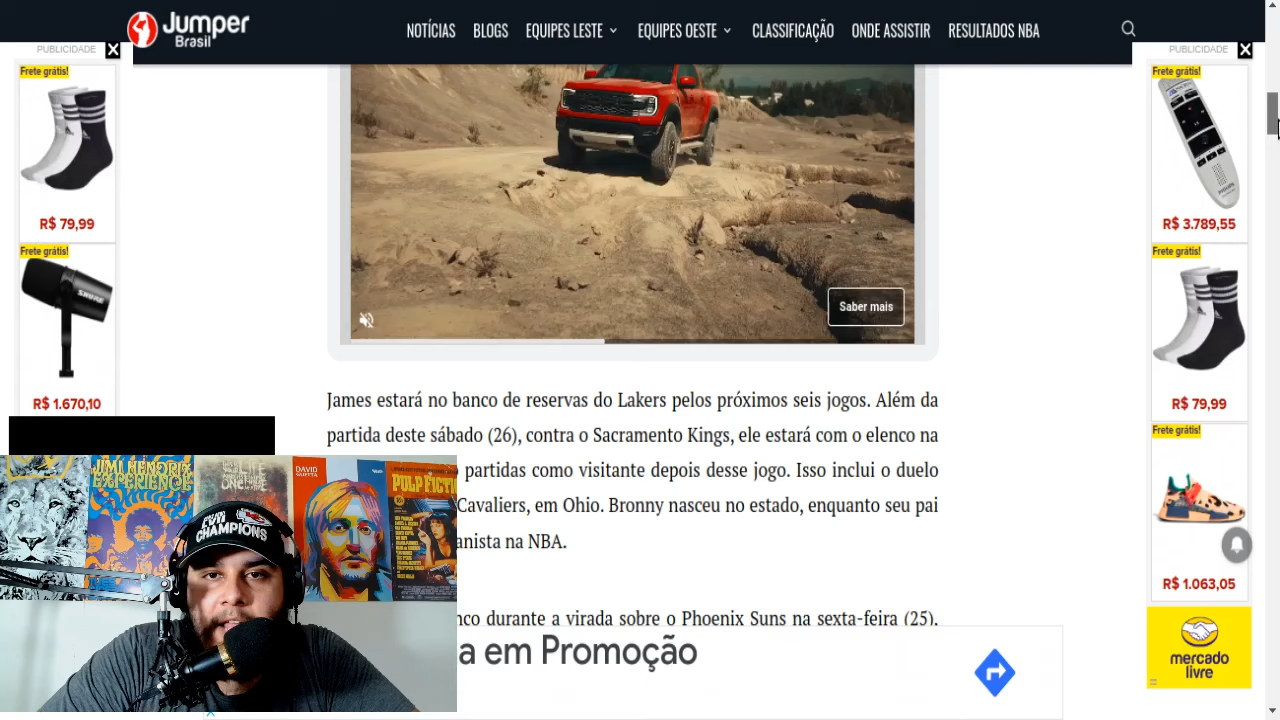 Jumper
Brasil
NOTÍCIAS
BLOGS
EQUIPES LESTE
EQUIPES OESTE
CLASSIFICAÇÃO
ONDE ASSISTIR
RESULTADOS NBA
PUBLICIDADE
Frete grátis!
R$ 79,99
Frete grátis!
SHURE
R$ 1.670,10
PUBLICIDADE
Frete grátis!
R$ 3.789,55
Frete grátis!
R$ 79,99
Frete grátis!
R$ 1.063,05
mercado
livre
Saber mais
James estará no banco de reservas do Lakers pelos próximos seis jogos. Além da
partida deste sábado (26), contra o Sacramento Kings, ele estará com o elenco na
partidas como visitante depois desse jogo. Isso inclui o duelo
Cavaliers, em Ohio. Bronny nasceu no estado, enquanto seu pai
anista na NBA.
nco durante a virada sobre o Phoenix Suns na sexta-feira (25).
a em Promoção
JIMI HENDRIX
EXPERIENCE
DAVID
GUETTA
PULP FICTION
LVII
CHAMPIONS